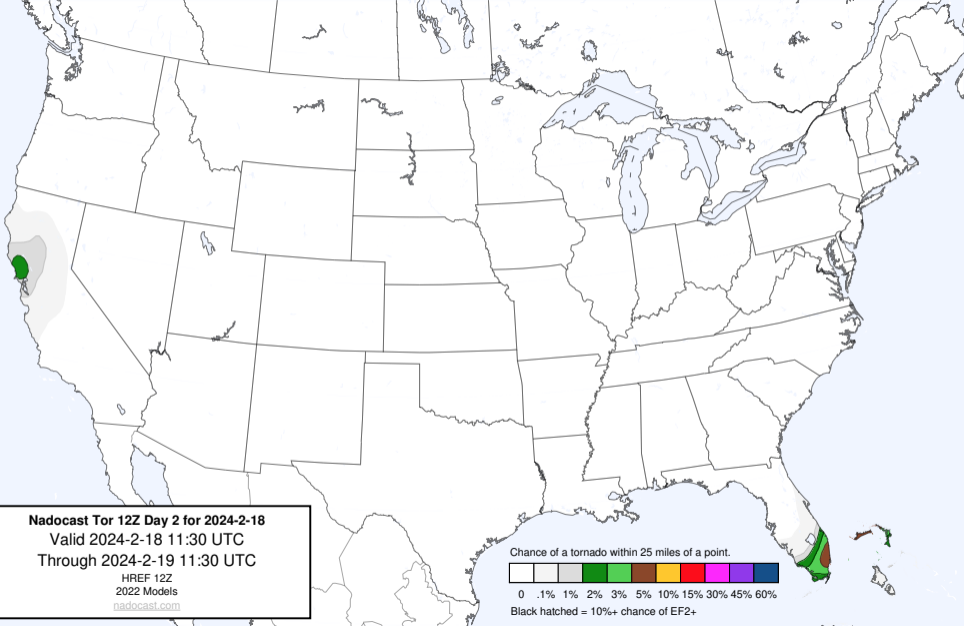 Nadocast Tor 12Z Day 2 for 2024-2-18
Valid 2024-2-18 11:30 UTC
Through 2024-2-19 11:30 UTC
HREF 12Z
2022 Models
nadocast.com
Chance of a tornado within 25 miles of a point.
0 .1% 1% 2% 3% 5% 10% 15% 30% 45% 60%
Black hatched = 10%+ chance of EF2+